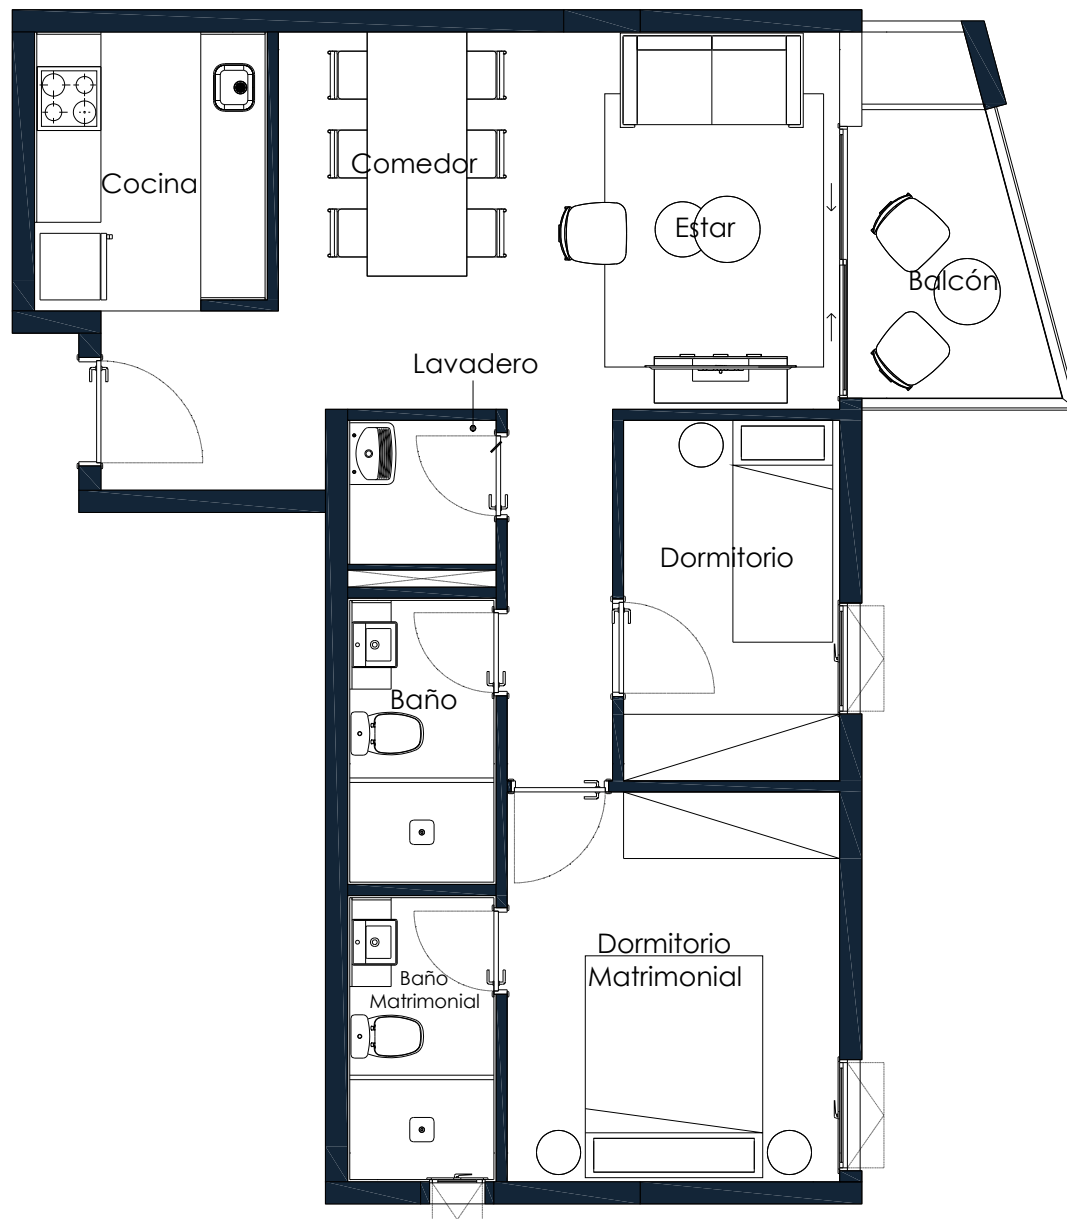 Cocina
Comedor
Estar
Balcón
Lavadero
Dormitorio
Baño
Dormitorio
Matrimonial
Baño
Matrimonial